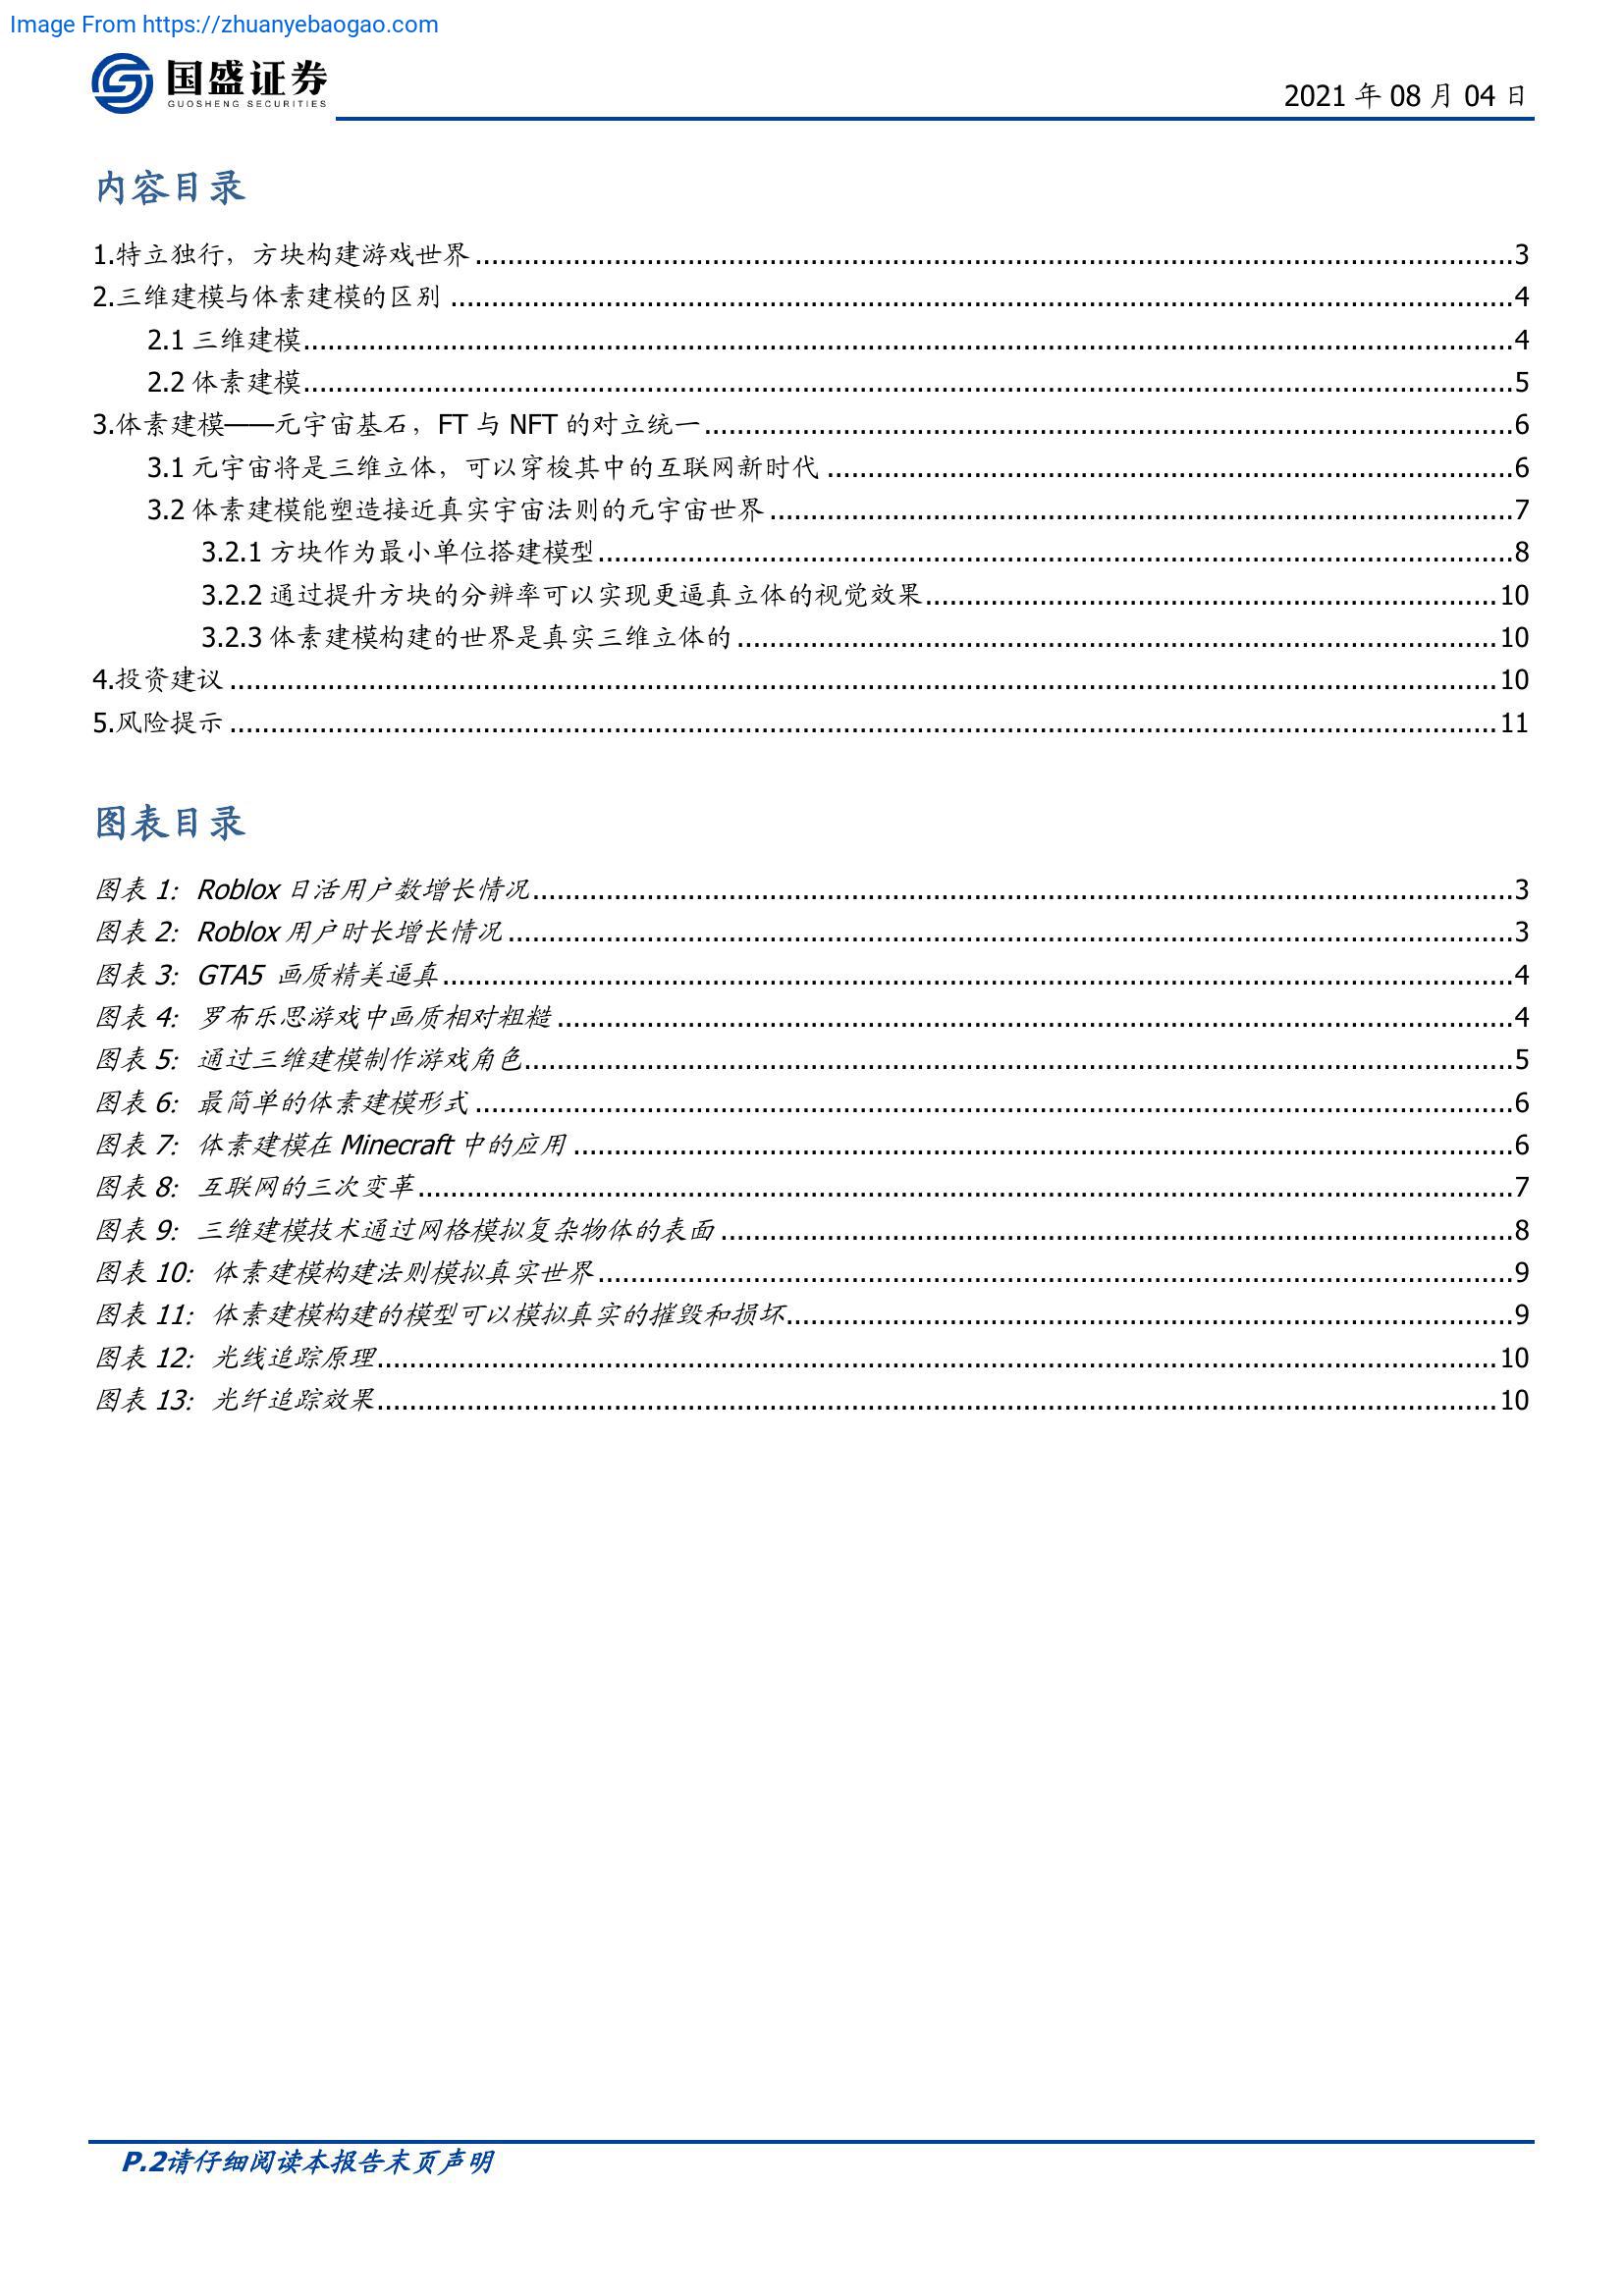 Image From https://zhuanyebaogao.com
国盛证券
GUOSHENG SECURITIES
2021 年 08 月 04 日
内容目录
1.特立独行，方块构建游戏世界 ........ 3
2.三维建模与体素建模的区别 ........ 4
2.1 三维建模 ........ 4
2.2 体素建模 ........ 5
3.体素建模——元宇宙基石，FT 与 NFT 的对立统一 ........ 6
3.1 元宇宙将是三维立体，可以穿梭其中的互联网新时代 ........ 6
3.2 体素建模能塑造接近真实宇宙法则的元宇宙世界 ........ 7
3.2.1 方块作为最小单位搭建模型 ........ 8
3.2.2 通过提升方块的分辨率可以实现更逼真立体的视觉效果 ........ 10
3.2.3 体素建模构建的世界是真实三维立体的 ........ 10
4.投资建议 ........ 10
5.风险提示 ........ 11
图表目录
图表 1：Roblox 日活用户数增长情况 ........ 3
图表 2：Roblox 用户时长增长情况 ........ 3
图表 3：GTA5 画质精美逼真 ........ 4
图表 4：罗布乐思游戏中画质相对粗糙 ........ 4
图表 5：通过三维建模制作游戏角色 ........ 5
图表 6：最简单的体素建模形式 ........ 6
图表 7：体素建模在 Minecraft 中的应用 ........ 6
图表 8：互联网的三次变革 ........ 7
图表 9：三维建模技术通过网格模拟复杂物体的表面 ........ 8
图表 10：体素建模构建法则模拟真实世界 ........ 9
图表 11：体素建模构建的模型可以模拟真实的摧毁和损坏 ........ 9
图表 12：光线追踪原理 ........ 10
图表 13：光纤追踪效果 ........ 10
P.2请仔细阅读本报告末页声明